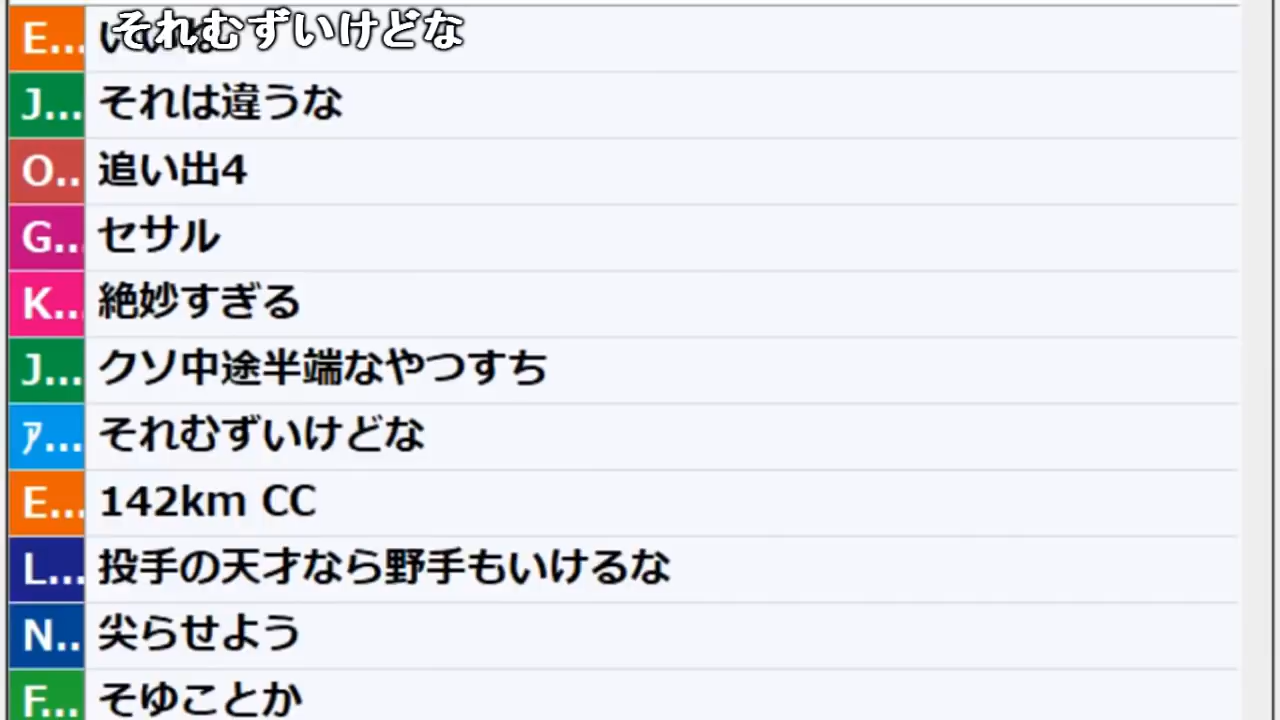 それむずいけどな
E... いいね
J... それは違うな
O.. 追い出4
G... セサル
K... 絶妙すぎる
J... クソ中途半端なやつすち
ｱ... それむずいけどな
E... 142km CC
L... 投手の天才なら野手もいけるな
N.. 尖らせよう
F... そゆことか